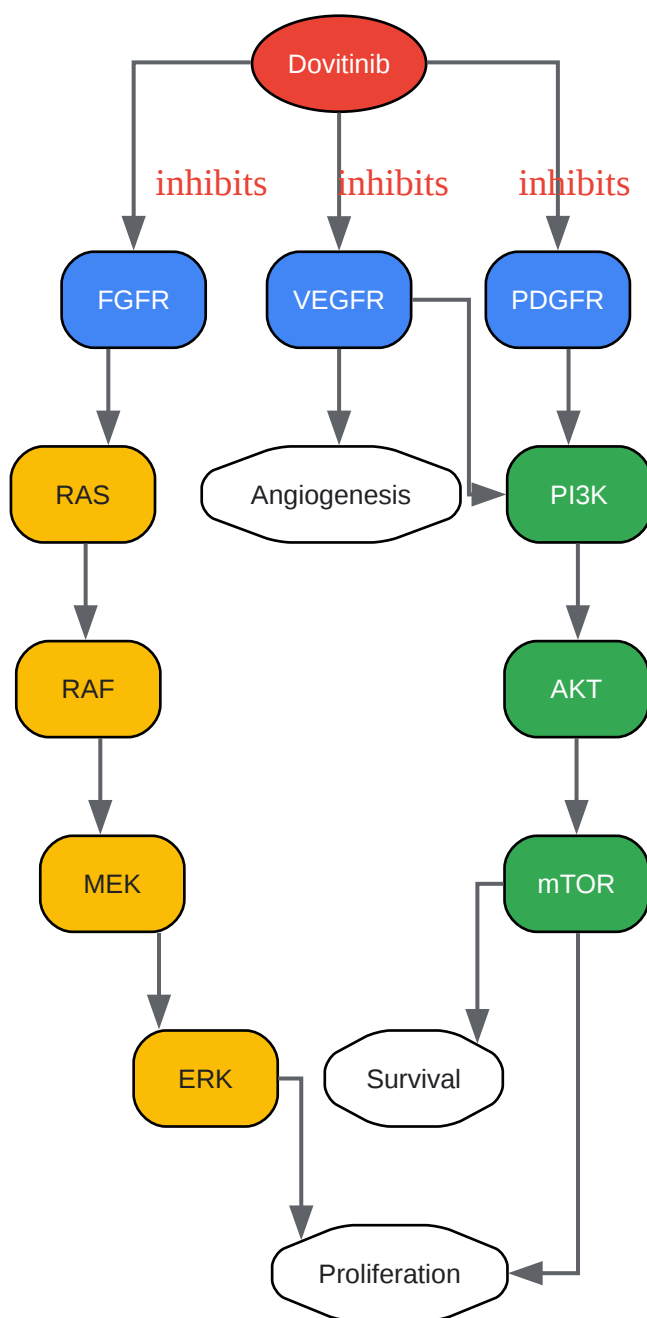 Dovitinib
inhibits inhibits inhibits
FGFR VEGFR PDGFR
RAS Angiogenesis PI3K
RAF AKT
MEK mTOR
ERK Survival
Proliferation